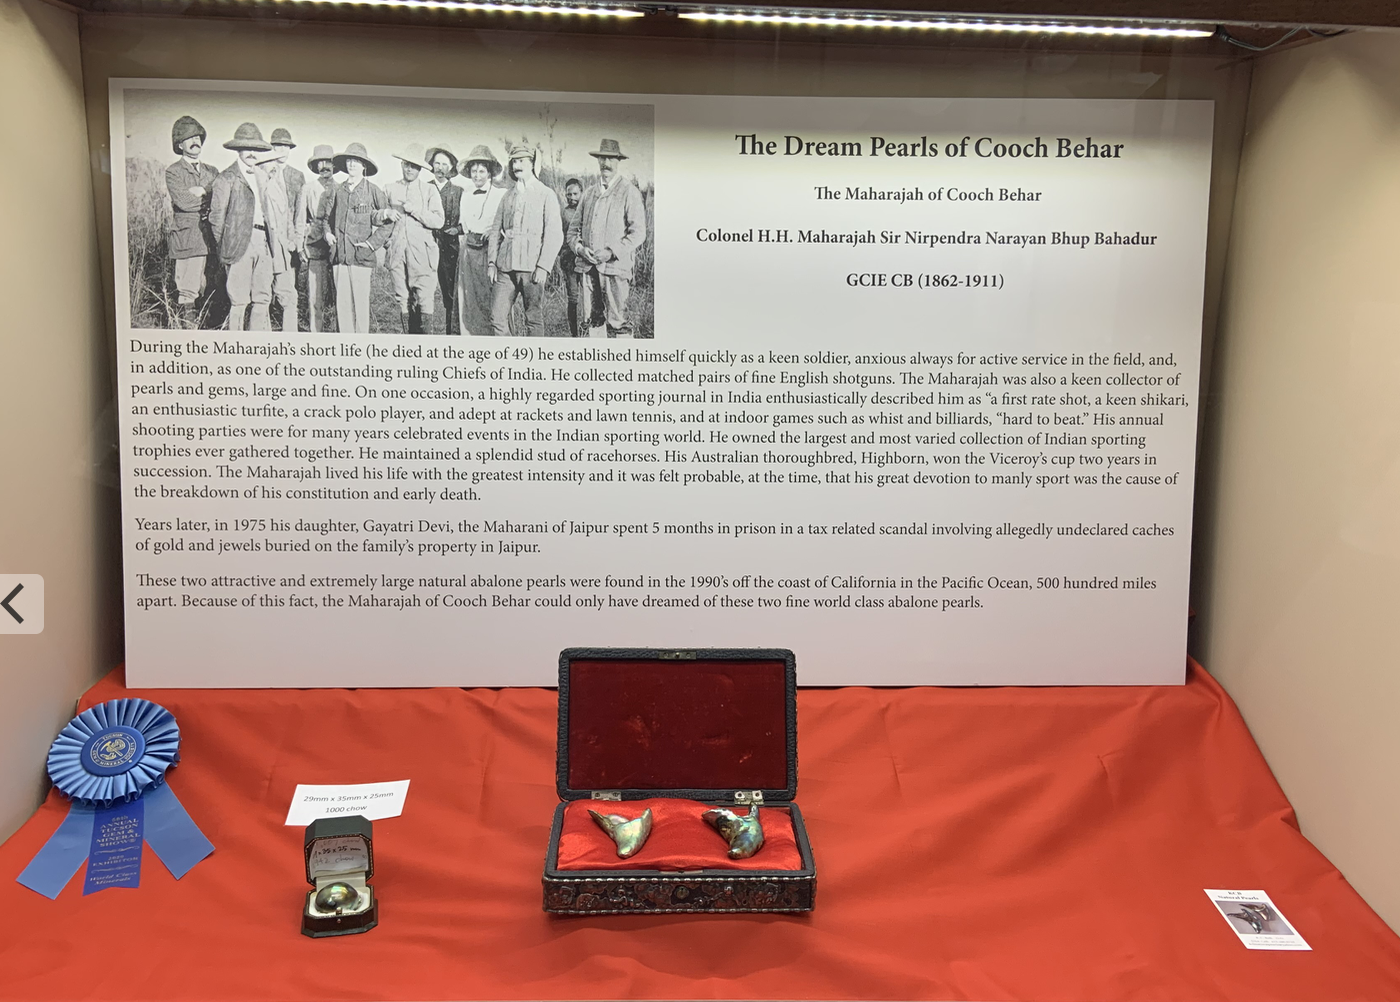 The Dream Pearls of Cooch Behar
The Maharajah of Cooch Behar
Colonel H.H. Maharajah Sir Nirpendra Narayan Bhup Bahadur
GCIE CB (1862-1911)
During the Maharajah's short life (he died at the age of 49) he established himself quickly as a keen soldier, anxious always for active service in the field, and,
in addition, as one of the outstanding ruling Chiefs of India. He collected matched pairs of fine English shotguns. The Maharajah was also a keen collector of
pearls and gems, large and fine. On one occasion, a highly regarded sporting journal in India enthusiastically described him as “a first rate shot, a keen shikari,
an enthusiastic turfite, a crack polo player, and adept at rackets and lawn tennis, and at indoor games such as whist and billiards, “hard to beat.” His annual
shooting parties were for many years celebrated events in the Indian sporting world. He owned the largest and most varied collection of Indian sporting
trophies ever gathered together. He maintained a splendid stud of racehorses. His Australian thoroughbred, Highborn, won the Viceroy's cup two years in
succession. The Maharajah lived his life with the greatest intensity and it was felt probable, at the time, that his great devotion to manly sport was the cause of
the breakdown of his constitution and early death.
Years later, in 1975 his daughter, Gayatri Devi, the Maharani of Jaipur spent 5 months in prison in a tax related scandal involving allegedly undeclared caches
of gold and jewels buried on the family's property in Jaipur.
These two attractive and extremely large natural abalone pearls were found in the 1990's off the coast of California in the Pacific Ocean, 500 hundred miles
apart. Because of this fact, the Maharajah of Cooch Behar could only have dreamed of these two fine world class abalone pearls.
29mm x 35mm x 25mm
1000 chow
ANNUAL
TUCSON
GEM &
MINERAL
SHOW®
EXHIBITOR
World Class
Minerals
Natural Pearls